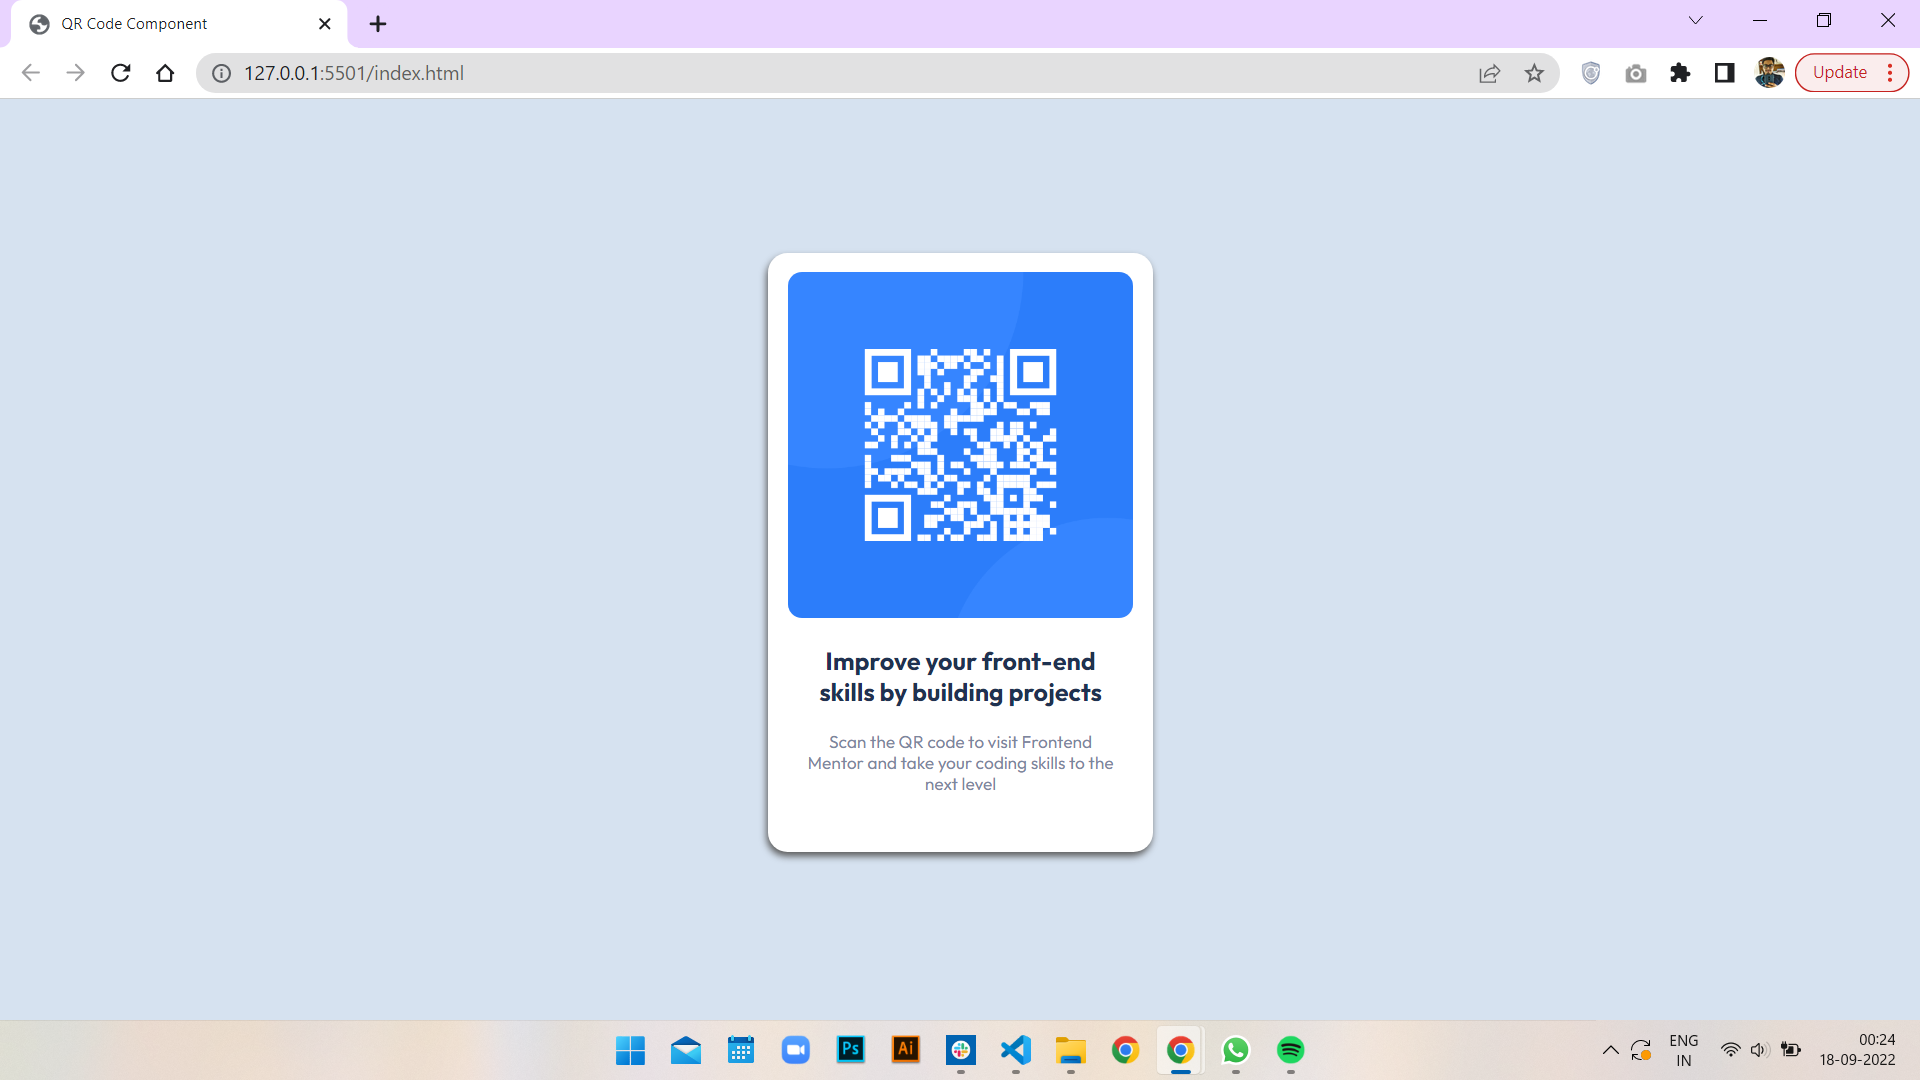 QR Code Component
127.0.0.1:5501/index.html
Update
Improve your front-end
skills by building projects
Scan the QR code to visit Frontend
Mentor and take your coding skills to the
next level
Ps
Ai
ENG
IN
00:24
18-09-2022